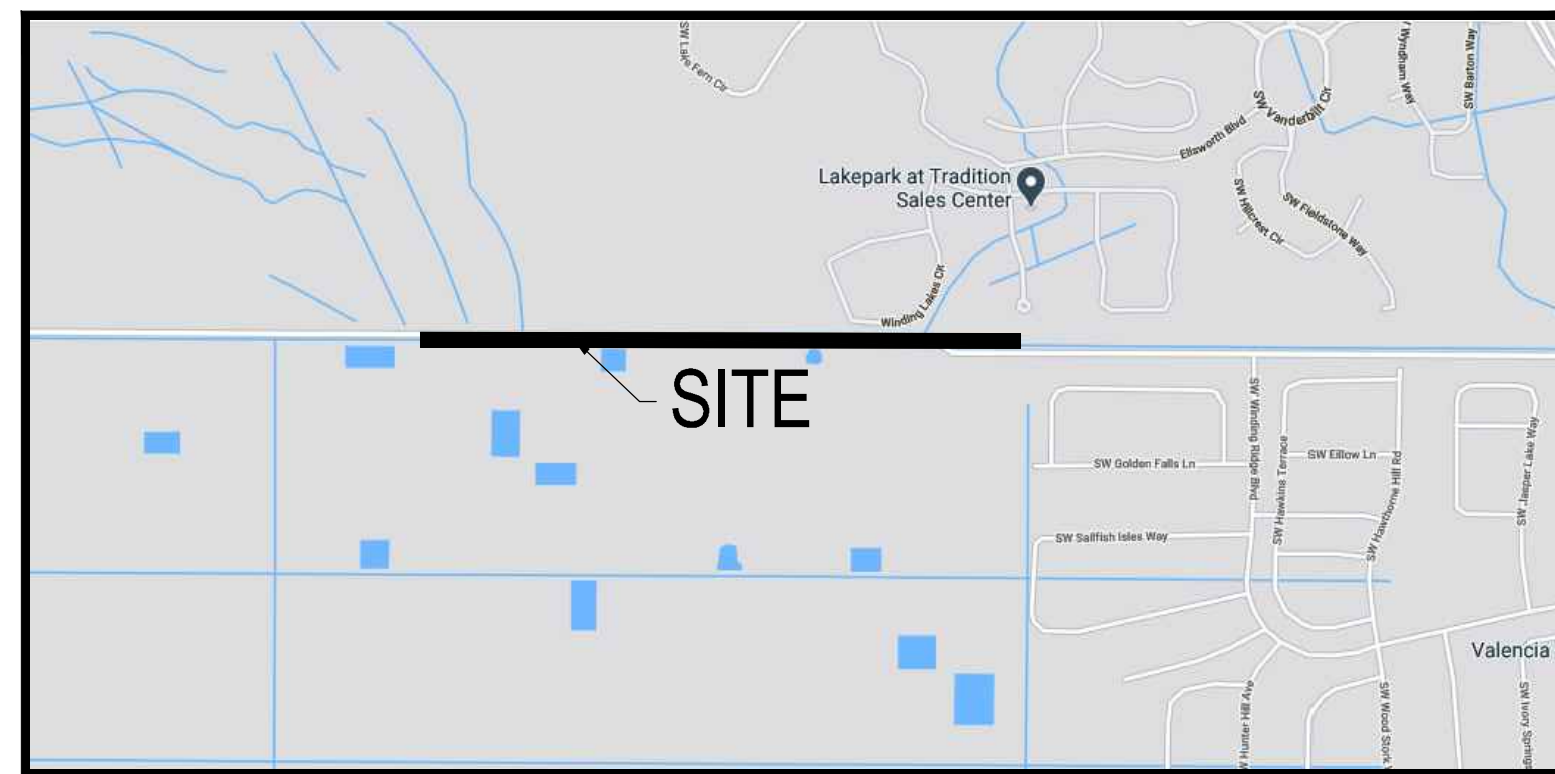 SW Lake Fern Cir
Wyndham Way
SW Barton Way
SW Vanderbilt Cir
Ellsworth Blvd
Lakepark at Tradition
Sales Center
SW Hillcrest Cir
SW Fieldstone Way
Winding Lakes Cir
SITE
SW Winding Ridge Blvd
SW Hawkins Terrace
SW Eillow Ln
SW Golden Falls Ln
SW Hawthorne Hill Rd
SW Jasper Lake Way
SW Sailfish Isles Way
Valencia
W Hunter Hill Ave
SW Wood Stork
SW Ivory Springs